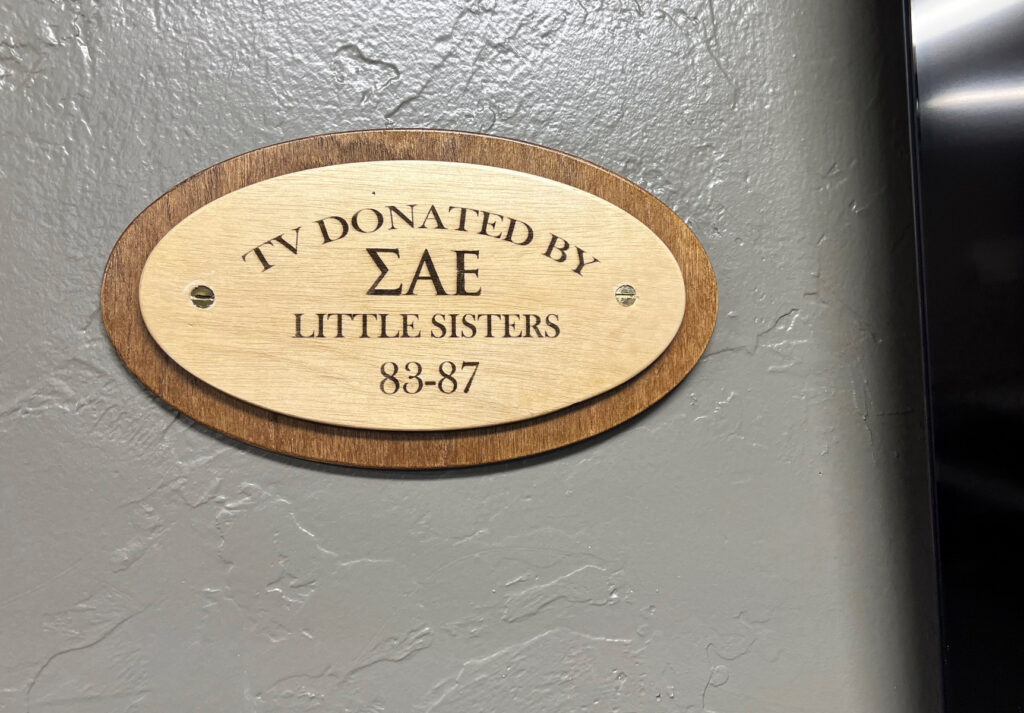 TV DONATED BY
ΣΑΕ
LITTLE SISTERS
83-87